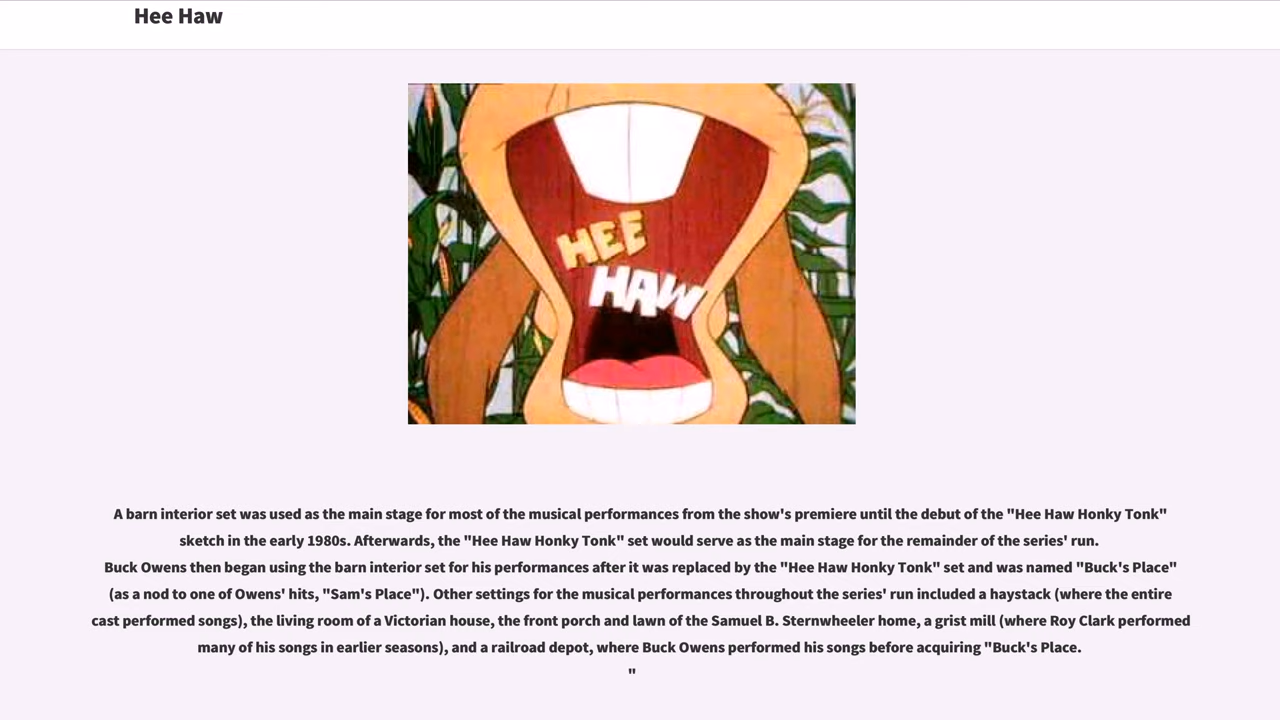 Hee Haw
HEE
HAW
A barn interior set was used as the main stage for most of the musical performances from the show's premiere until the debut of the "Hee Haw Honky Tonk"
sketch in the early 1980s. Afterwards, the "Hee Haw Honky Tonk" set would serve as the main stage for the remainder of the series' run.
Buck Owens then began using the barn interior set for his performances after it was replaced by the "Hee Haw Honky Tonk" set and was named "Buck's Place"
(as a nod to one of Owens' hits, "Sam's Place"). Other settings for the musical performances throughout the series' run included a haystack (where the entire
cast performed songs), the living room of a Victorian house, the front porch and lawn of the Samuel B. Sternwheeler home, a grist mill (where Roy Clark performed
many of his songs in earlier seasons), and a railroad depot, where Buck Owens performed his songs before acquiring "Buck's Place.
"